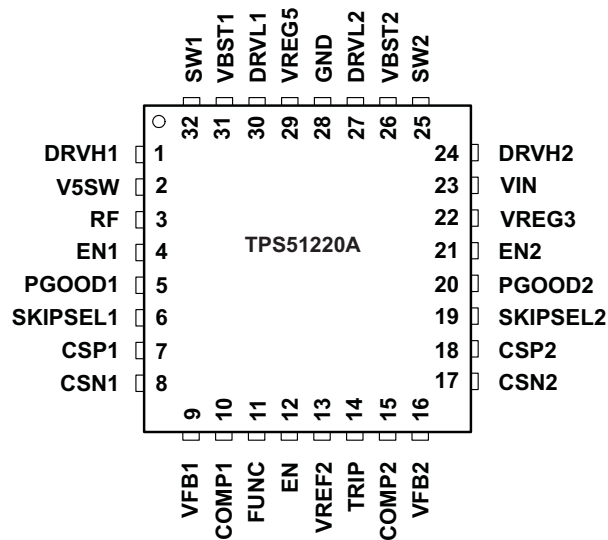 SW1 VBST1 DRVL1 VREG5 GND DRVL2 VBST2 SW2
32 31 30 29 28 27 26 25
DRVH1 1 24 DRVH2
V5SW 2 23 VIN
RF 3 22 VREG3
TPS51220A
EN1 4 21 EN2
PGOOD1 5 20 PGOOD2
SKIPSEL1 6 19 SKIPSEL2
CSP1 7 18 CSP2
CSN1 8 17 CSN2
9 10 11 12 13 14 15 16
VFB1 COMP1 FUNC EN VREF2 TRIP COMP2 VFB2